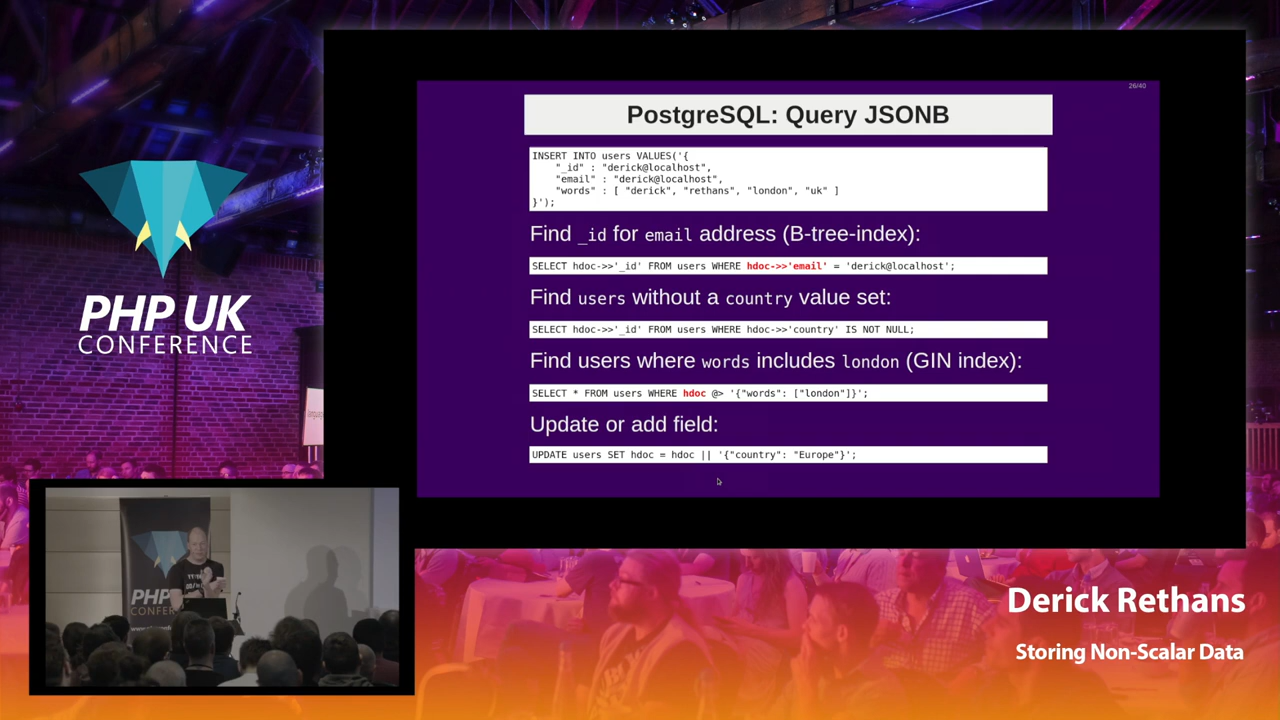 PHP UK
CONFERENCE
26/40
PostgreSQL: Query JSONB
INSERT INTO users VALUES('{
"_id" : "derick@localhost",
"email" : "derick@localhost",
"words" : [ "derick", "rethans", "london", "uk" ]
}');
Find _id for email address (B-tree-index):
SELECT hdoc->>'_id' FROM users WHERE hdoc->>'email' = 'derick@localhost';
Find users without a country value set:
SELECT hdoc->>'_id' FROM users WHERE hdoc->>'country' IS NOT NULL;
Find users where words includes london (GIN index):
SELECT * FROM users WHERE hdoc @> '{"words": ["london"]}';
Update or add field:
UPDATE users SET hdoc = hdoc || '{"country": "Europe"}';
PHP
CONFER
Derick Rethans
Storing Non-Scalar Data